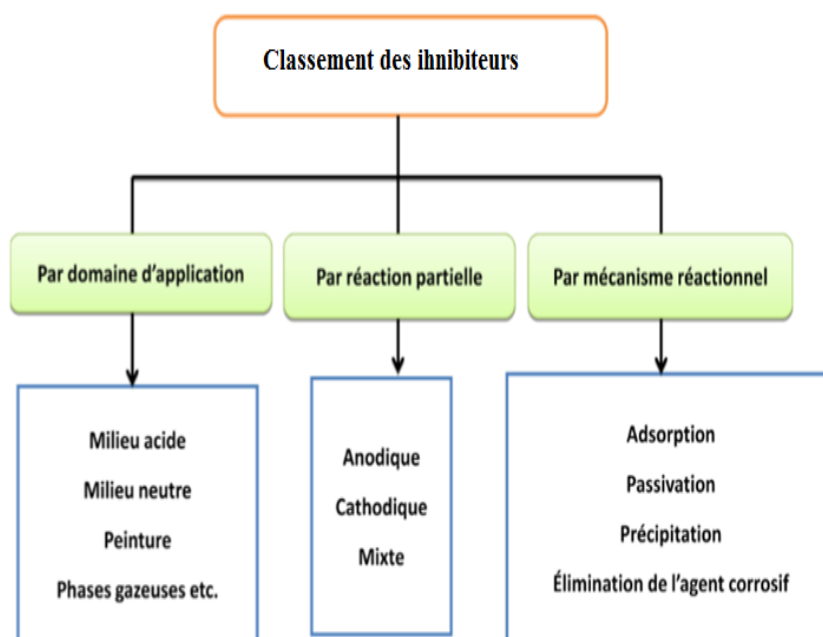 Classement des ihnibiteurs
Par domaine d'application
Par réaction partielle
Par mécanisme réactionnel
Milieu acide
Milieu neutre
Peinture
Phases gazeuses etc.
Anodique
Cathodique
Mixte
Adsorption
Passivation
Précipitation
Élimination de l'agent corrosif